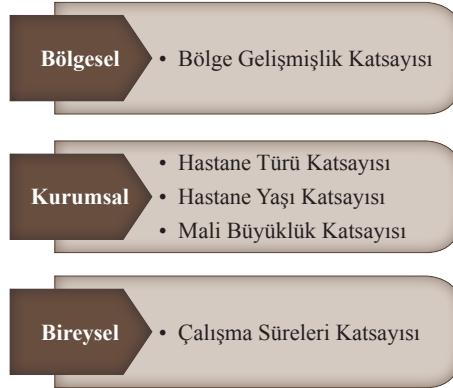 Bölgesel
• Bölge Gelişmişlik Katsayısı
Kurumsal
• Hastane Türü Katsayısı
• Hastane Yaşı Katsayısı
• Mali Büyüklük Katsayısı
Bireysel
• Çalışma Süreleri Katsayısı